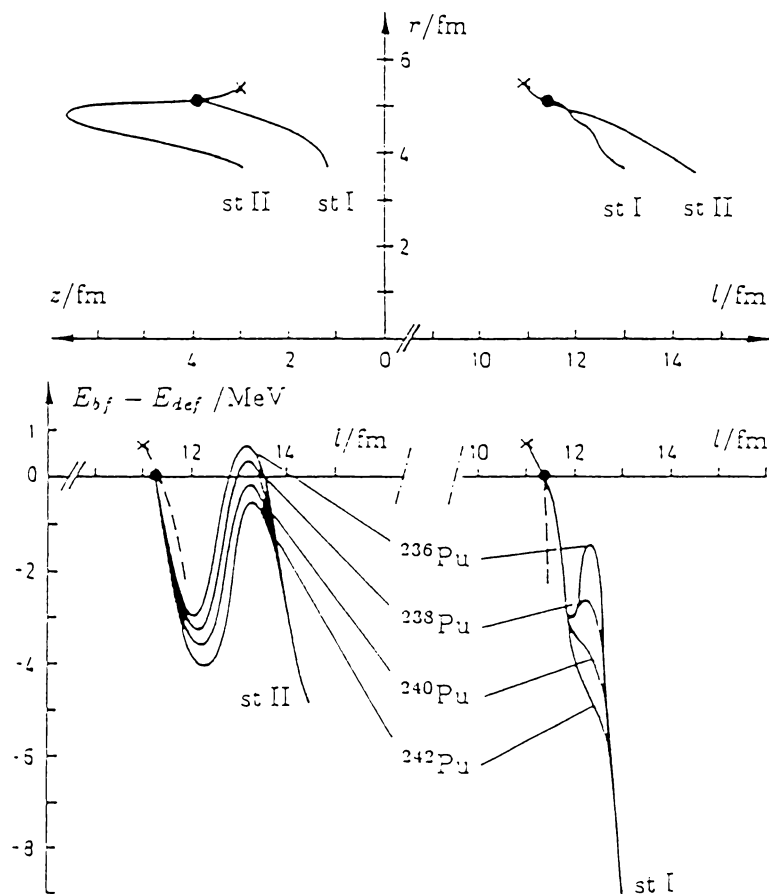 r/fm
6
4
2
st II
st I
st I
st II
z/fm
l/fm
4
2
0
10
12
14
E_bf − E_def /MeV
l/fm
l/fm
1
0
-2
-4
-6
-8
12
14
10
12
14
²³⁶Pu
²³⁸Pu
²⁴⁰Pu
²⁴²Pu
st II
st I